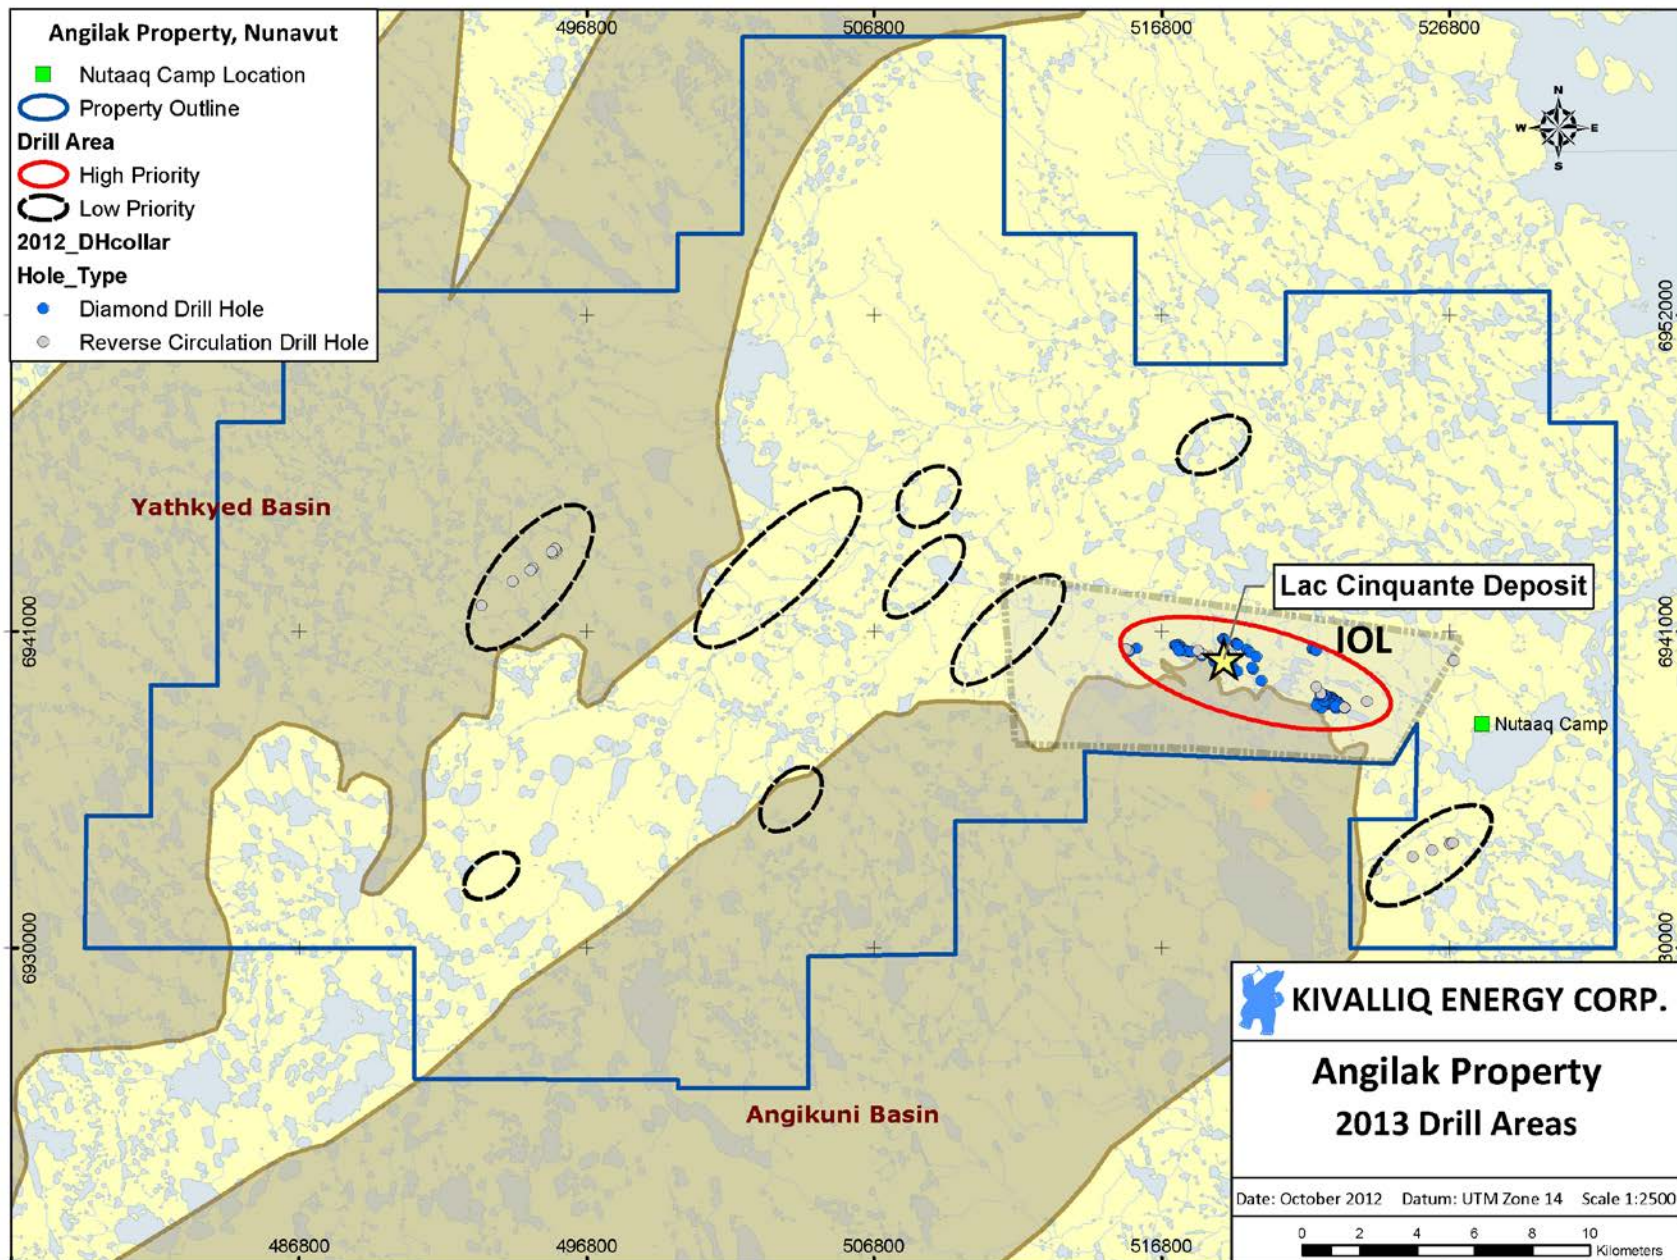 Angilak Property, Nunavut
Nutaaq Camp Location
Property Outline
Drill Area
High Priority
Low Priority
2012_DHcollar
Hole_Type
Diamond Drill Hole
Reverse Circulation Drill Hole
496800
506800
516800
526800
N
W
E
S
6952000
Yathkyed Basin
Lac Cinquante Deposit
6941000
6941000
IOL
Nutaaq Camp
6930000
KIVALLIQ ENERGY CORP.
Angilak Property
2013 Drill Areas
Angikuni Basin
Date: October 2012 Datum: UTM Zone 14 Scale 1:2500
0 2 4 6 8 10
Kilometers
486800
496800
506800
516800